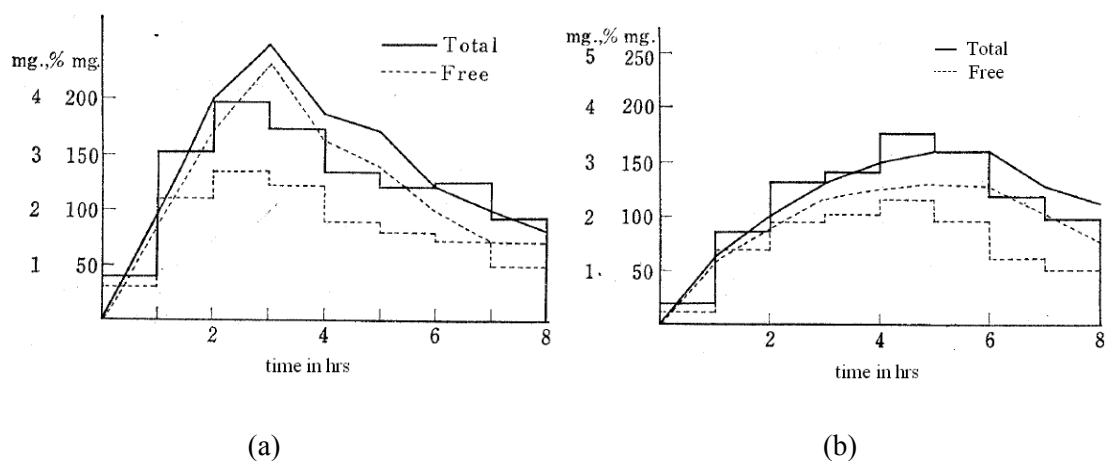 mg.,% mg.
4 200
3 150
2 100
1 50
Total
Free
2 4 6 8
time in hrs
(a)
mg.,% mg.
5 250
4 200
3 150
2 100
1. 50
Total
Free
2 4 6 8
time in hrs
(b)